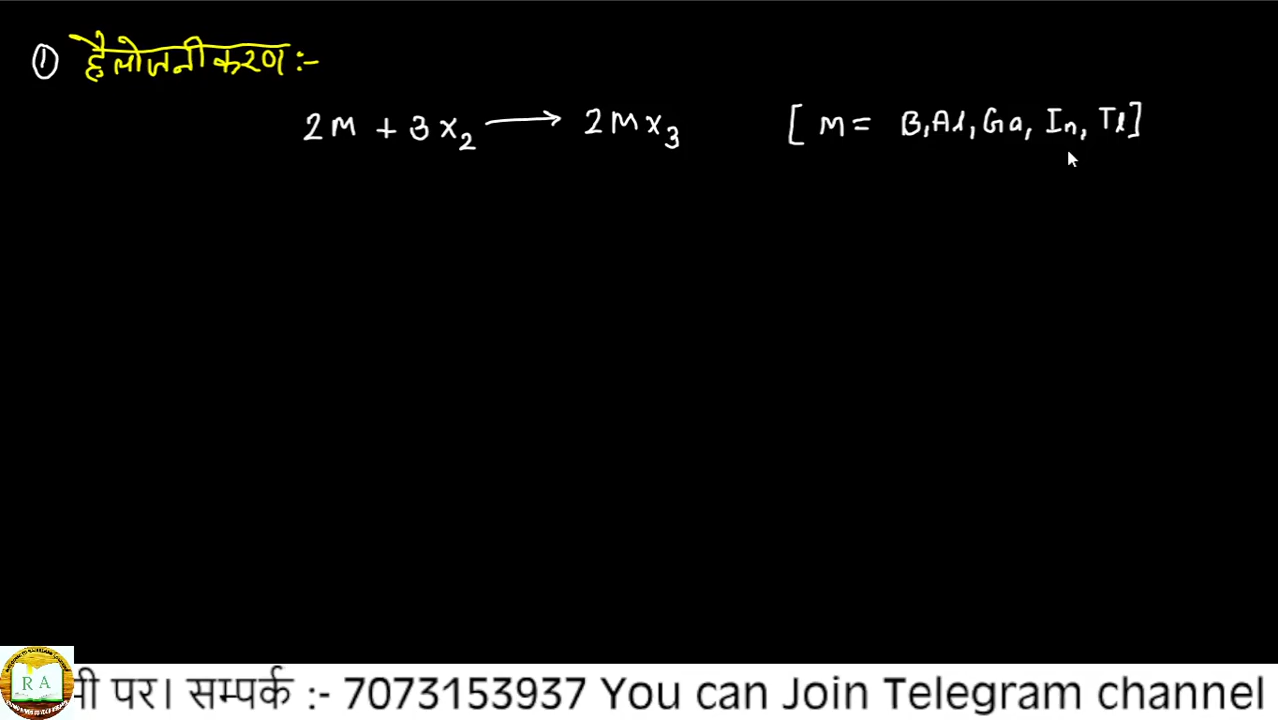 ① हैलोजनीकरण :-
2M + 3X₂ ⟶ 2MX₃ [ M = B, Al, Ga, In, Tl ]
RA
नी पर। सम्पर्क :- 7073153937 You can Join Telegram channel